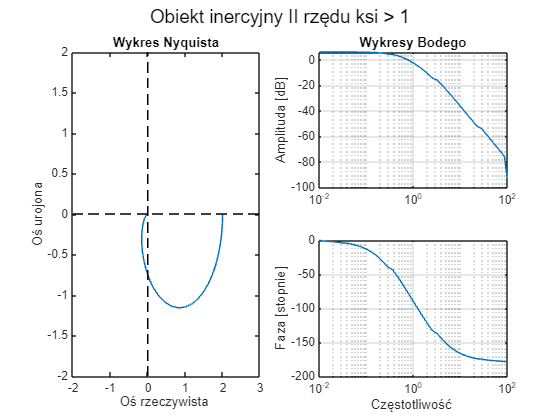 Obiekt inercyjny II rzędu ksi > 1
Wykres Nyquista
2
1.5
1
0.5
0
-0.5
-1
-1.5
-2
-2 -1 0 1 2 3
Oś rzeczywista
Oś urojona
Wykresy Bodego
0
-20
-40
-60
-80
-100
10^-2 10^0 10^2
Amplituda [dB]
0
-50
-100
-150
-200
10^-2 10^0 10^2
Częstotliwość
Faza [stopnie]